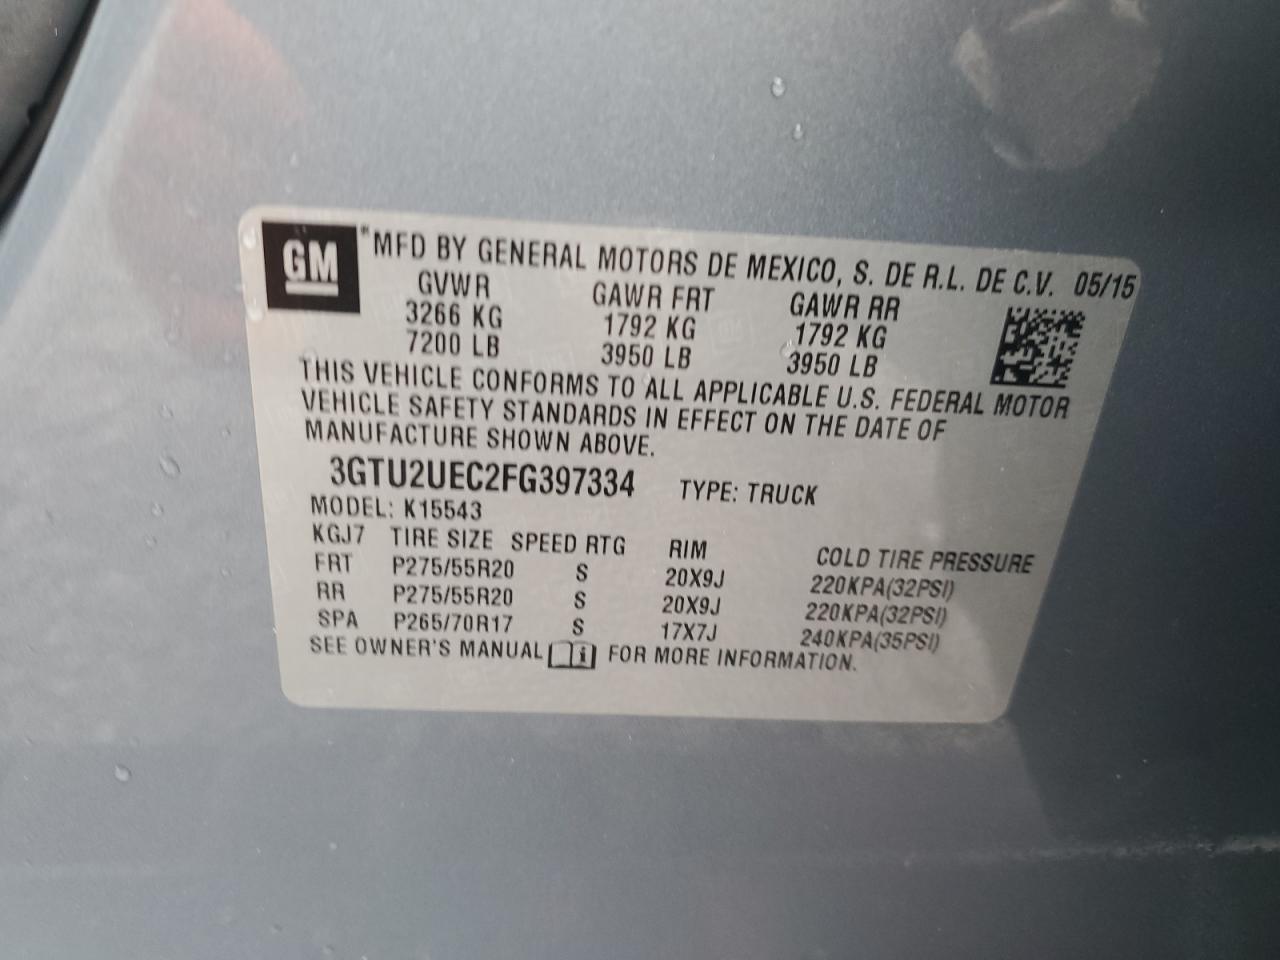 GM
MFD BY GENERAL MOTORS DE MEXICO, S. DE R.L. DE C.V. 05/15
GVWR GAWR FRT GAWR RR
3266 KG 1792 KG 1792 KG
7200 LB 3950 LB 3950 LB
THIS VEHICLE CONFORMS TO ALL APPLICABLE U.S. FEDERAL MOTOR
VEHICLE SAFETY STANDARDS IN EFFECT ON THE DATE OF
MANUFACTURE SHOWN ABOVE.
3GTU2UEC2FG397334 TYPE: TRUCK
MODEL: K15543
KGJ7 TIRE SIZE SPEED RTG RIM COLD TIRE PRESSURE
FRT P275/55R20 S 20X9J 220KPA(32PSI)
RR P275/55R20 S 20X9J 220KPA(32PSI)
SPA P265/70R17 S 17X7J 240KPA(35PSI)
SEE OWNER'S MANUAL i FOR MORE INFORMATION.